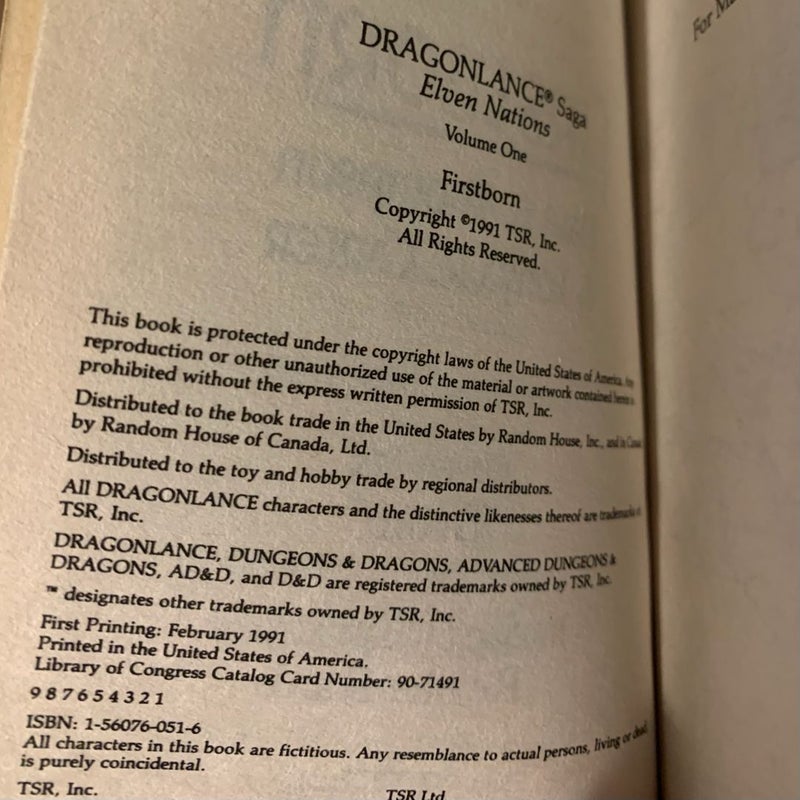 For
DRAGONLANCE® Saga
Elven Nations
Volume One
Firstborn
Copyright ©1991 TSR, Inc.
All Rights Reserved.
This book is protected under the copyright laws of the United States of America.
reproduction or other unauthorized use of the material or artwork contained herein is
prohibited without the express written permission of TSR, Inc.
Distributed to the book trade in the United States by Random House, Inc., and in
by Random House of Canada, Ltd.
Distributed to the toy and hobby trade by regional distributors.
All DRAGONLANCE characters and the distinctive likenesses thereof are trademarks
TSR, Inc.
DRAGONLANCE, DUNGEONS & DRAGONS, ADVANCED DUNGEONS &
DRAGONS, AD&D, and D&D are registered trademarks owned by TSR, Inc.
™ designates other trademarks owned by TSR, Inc.
First Printing: February 1991
Printed in the United States of America.
Library of Congress Catalog Card Number: 90-71491
9 8 7 6 5 4 3 2 1
ISBN: 1-56076-051-6
All characters in this book are fictitious. Any resemblance to actual persons, living or dead,
is purely coincidental.
TSR, Inc.
TSR Ltd.